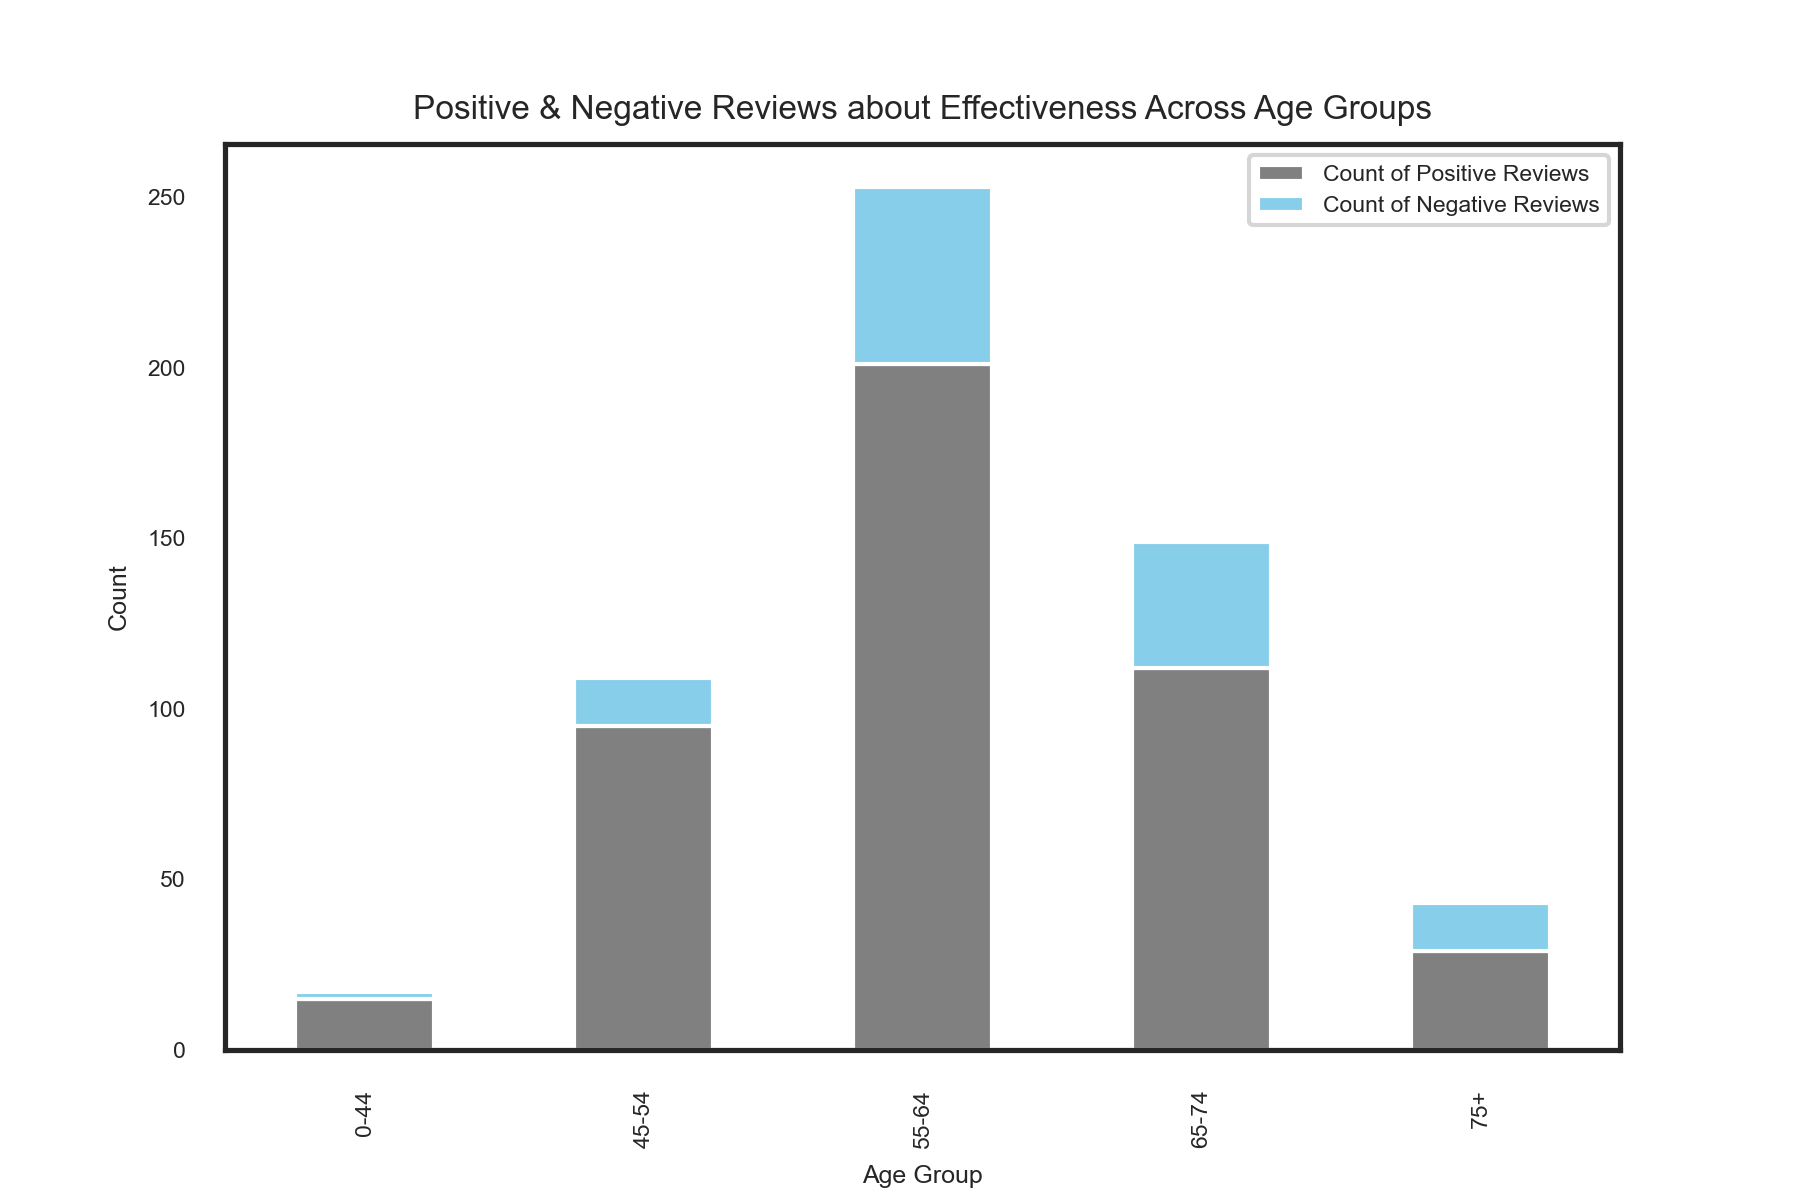 Positive & Negative Reviews about Effectiveness Across Age Groups
Count of Positive Reviews
Count of Negative Reviews
250
200
150
100
50
0
Count
0-44
45-54
55-64
65-74
75+
Age Group